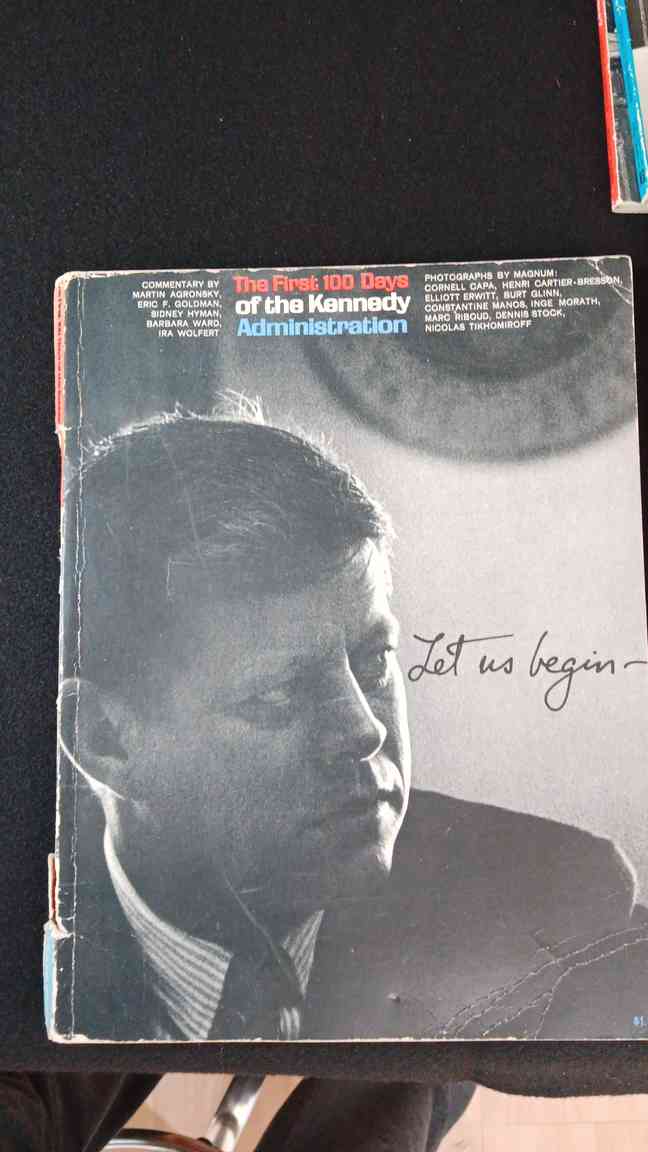 COMMENTARY BY
MARTIN AGRONSKY,
ERIC F. GOLDMAN,
SIDNEY HYMAN,
BARBARA WARD,
IRA WOLFERT
The First 100 Days
of the Kennedy
Administration
PHOTOGRAPHS BY MAGNUM:
CORNELL CAPA, HENRI CARTIER-BRESSON,
ELLIOTT ERWITT, BURT GLINN,
CONSTANTINE MANOS, INGE MORATH,
MARC RIBOUD, DENNIS STOCK,
NICOLAS TIKHOMIROFF
Let us begin—
$1.